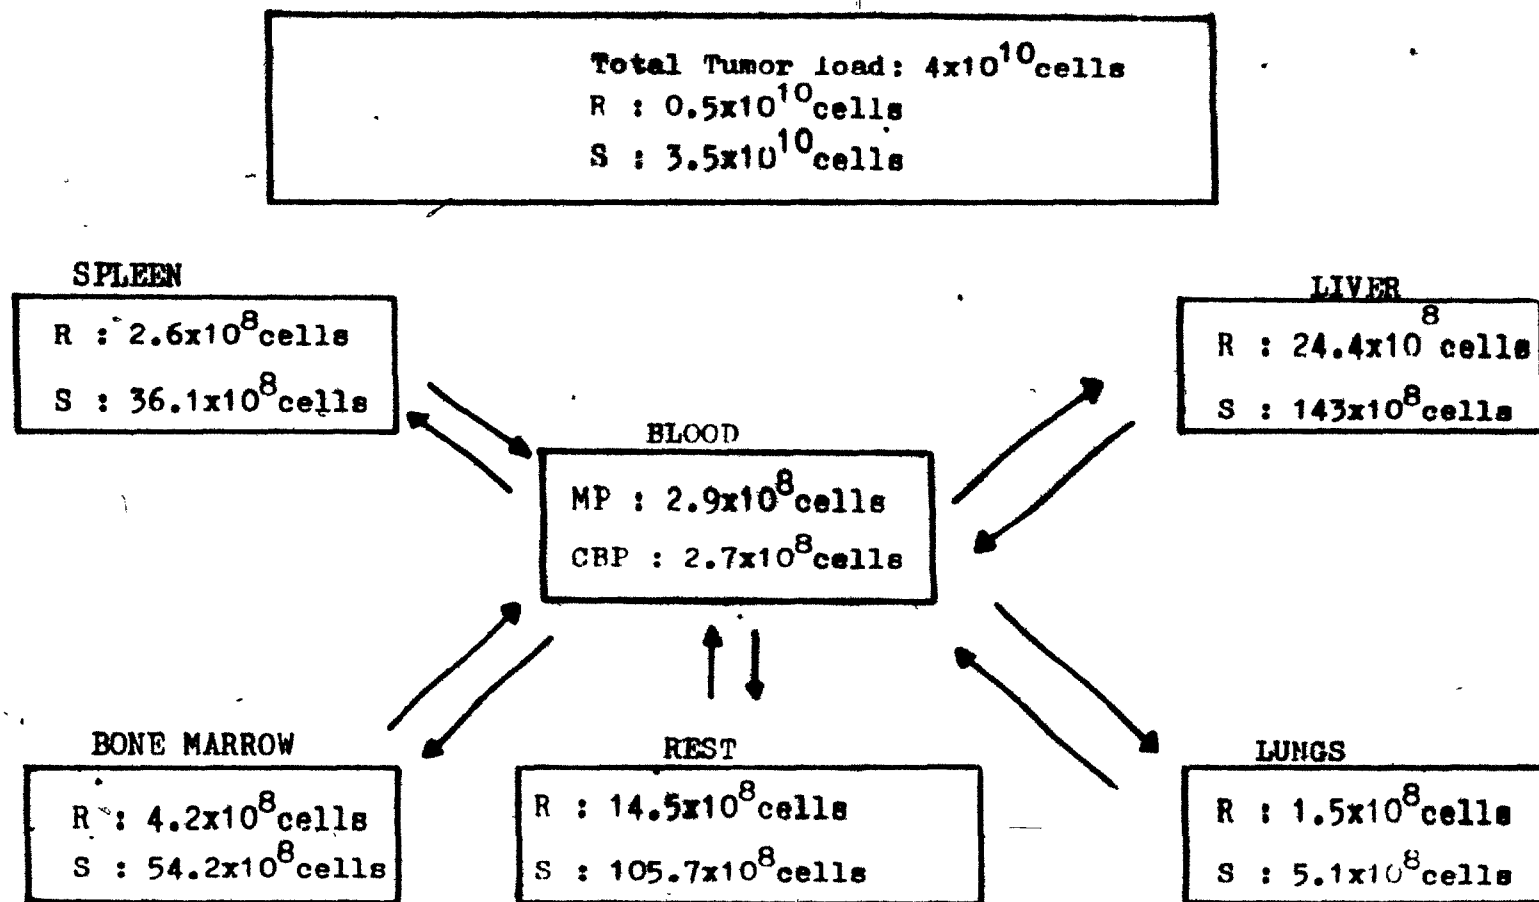 Total Tumor load: 4x10^10 cells
R : 0.5x10^10 cells
S : 3.5x10^10 cells
SPLEEN
R : 2.6x10^8 cells
S : 36.1x10^8 cells
LIVER
R : 24.4x10^8 cells
S : 143x10^8 cells
BLOOD
MP : 2.9x10^8 cells
CBP : 2.7x10^8 cells
BONE MARROW
R : 4.2x10^8 cells
S : 54.2x10^8 cells
REST
R : 14.5x10^8 cells
S : 105.7x10^8 cells
LUNGS
R : 1.5x10^8 cells
S : 5.1x10^8 cells